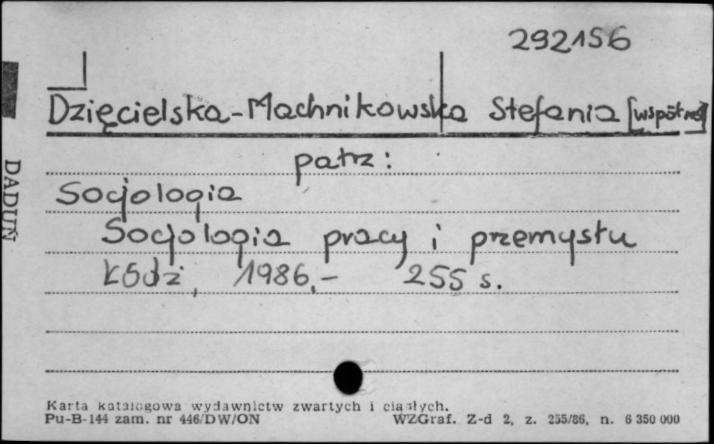 292156
Dzięcielska-Machnikowska Stefania [współred]
patrz:
Socjologia
Socjologia pracy i przemysłu
Łódź, 1986.- 255 s.
DADUŃ
Karta katalogowa wydawnictw zwartych i ciągłych.
Pu-B-144 zam. nr 446/DW/ON WZGraf. Z-d 2, z. 255/86, n. 6 350 000